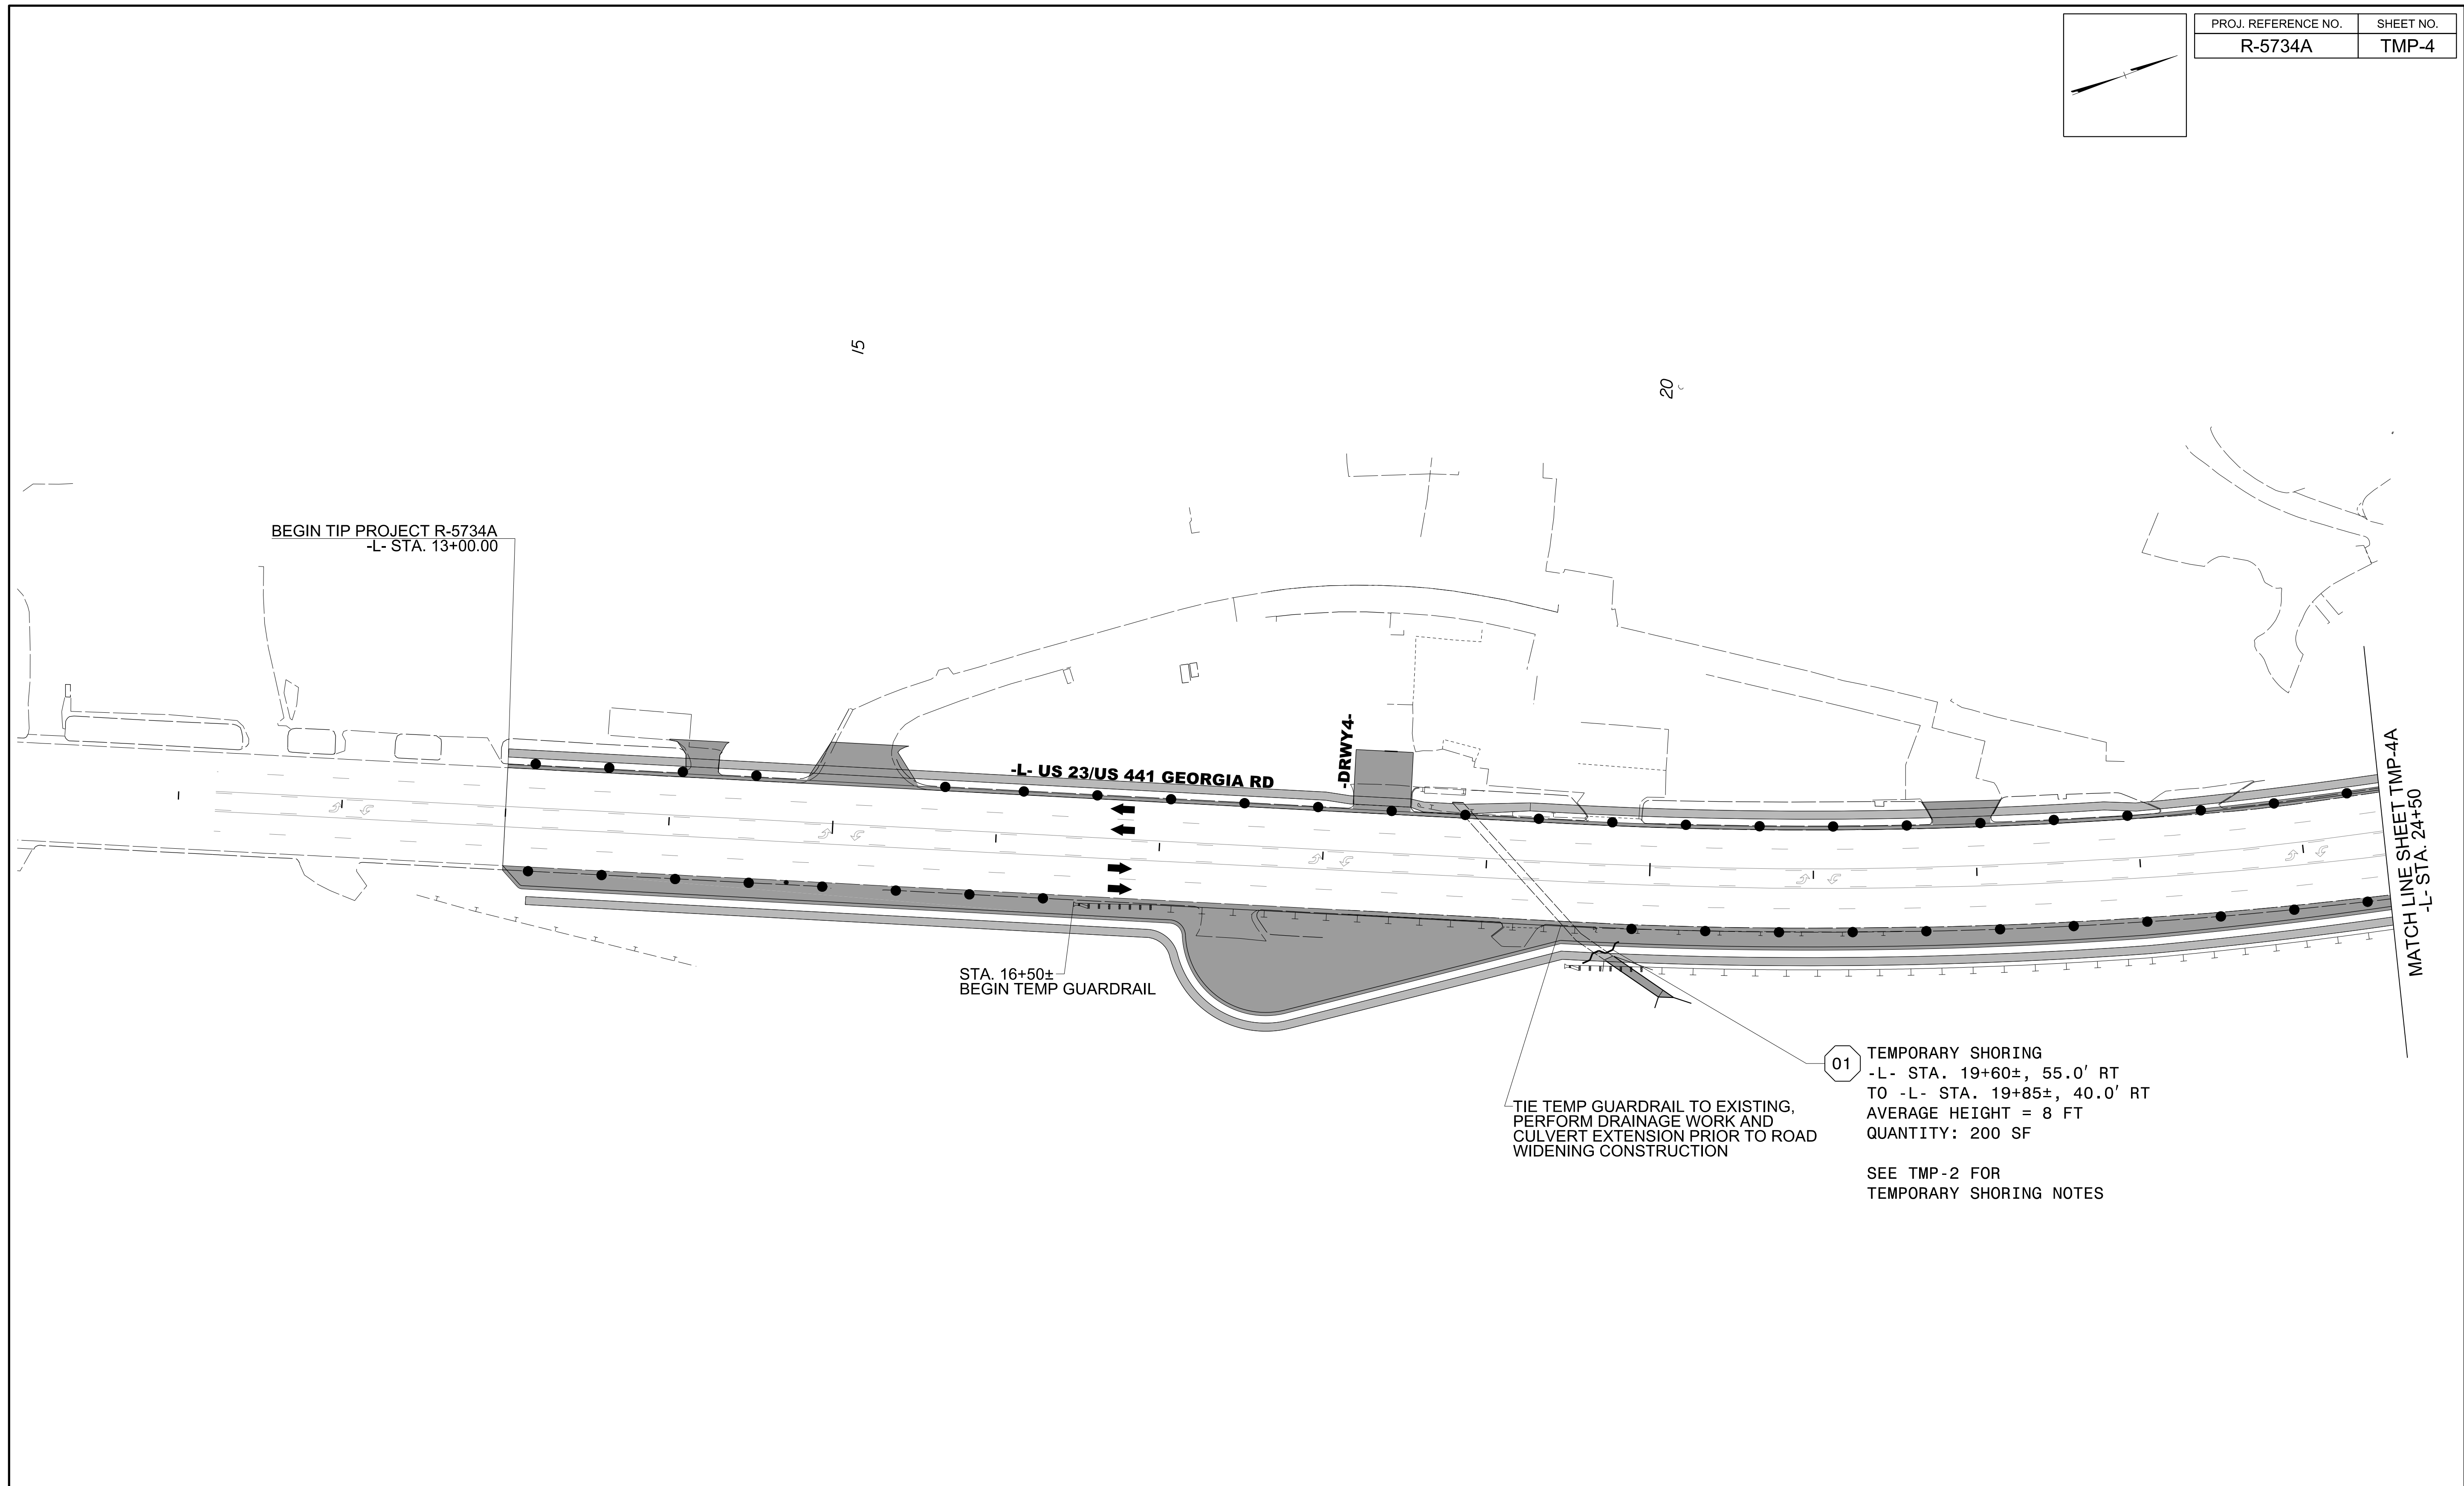 PROJ. REFERENCE NO.
SHEET NO.
R-5734A
TMP-4
15
20
BEGIN TIP PROJECT R-5734A
-L- STA. 13+00.00
-L- US 23/US 441 GEORGIA RD
-DRWY4-
MATCH LINE SHEET TMP-4A
-L- STA. 24+50
STA. 16+50±
BEGIN TEMP GUARDRAIL
01
TEMPORARY SHORING
-L- STA. 19+60±, 55.0' RT
TO -L- STA. 19+85±, 40.0' RT
AVERAGE HEIGHT = 8 FT
QUANTITY: 200 SF
SEE TMP-2 FOR
TEMPORARY SHORING NOTES
TIE TEMP GUARDRAIL TO EXISTING,
PERFORM DRAINAGE WORK AND
CULVERT EXTENSION PRIOR TO ROAD
WIDENING CONSTRUCTION